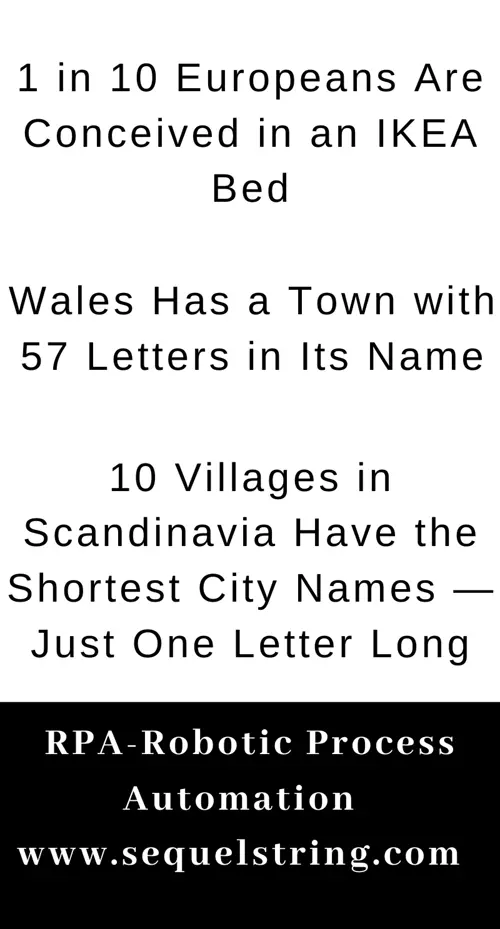 1 in 10 Europeans Are
Conceived in an IKEA
Bed
Wales Has a Town with
57 Letters in Its Name
10 Villages in
Scandinavia Have the
Shortest City Names —
Just One Letter Long
RPA-Robotic Process
Automation
www.sequelstring.com